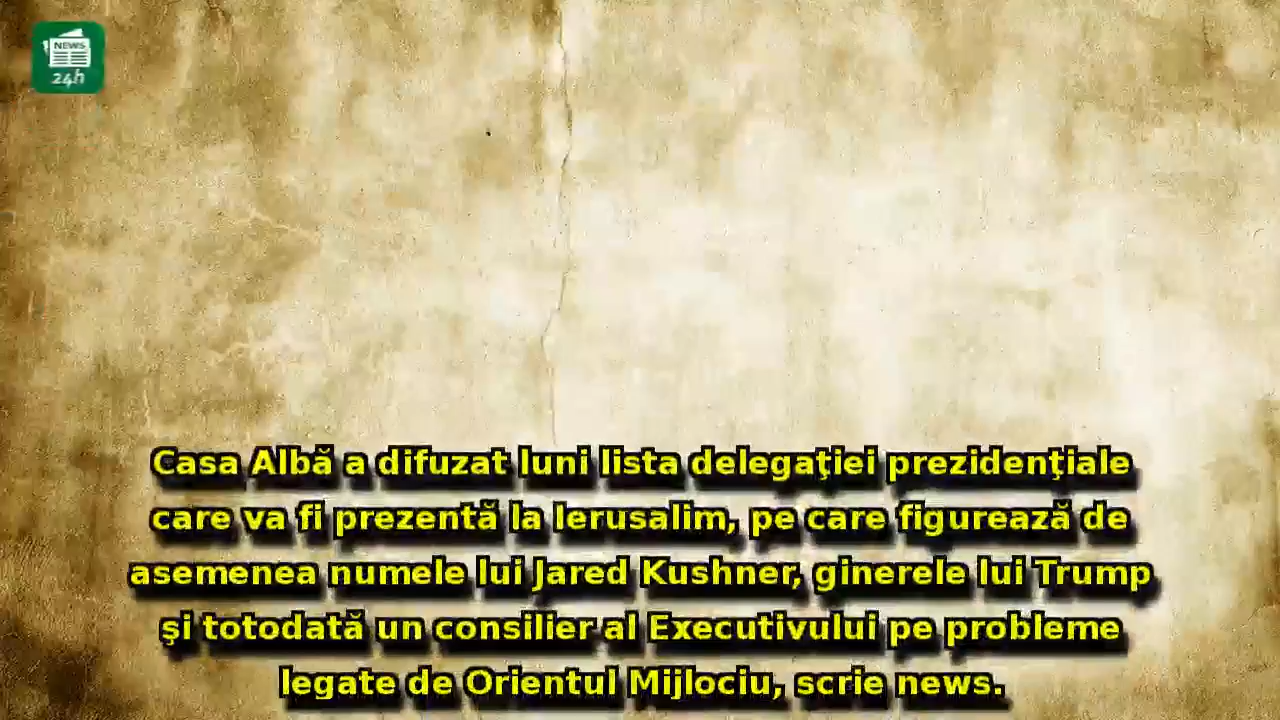 NEWS
24h
Casa Albă a difuzat luni lista delegaţiei prezidenţiale
care va fi prezentă la Ierusalim, pe care figurează de
asemenea numele lui Jared Kushner, ginerele lui Trump
şi totodată un consilier al Executivului pe probleme
legate de Orientul Mijlociu, scrie news.